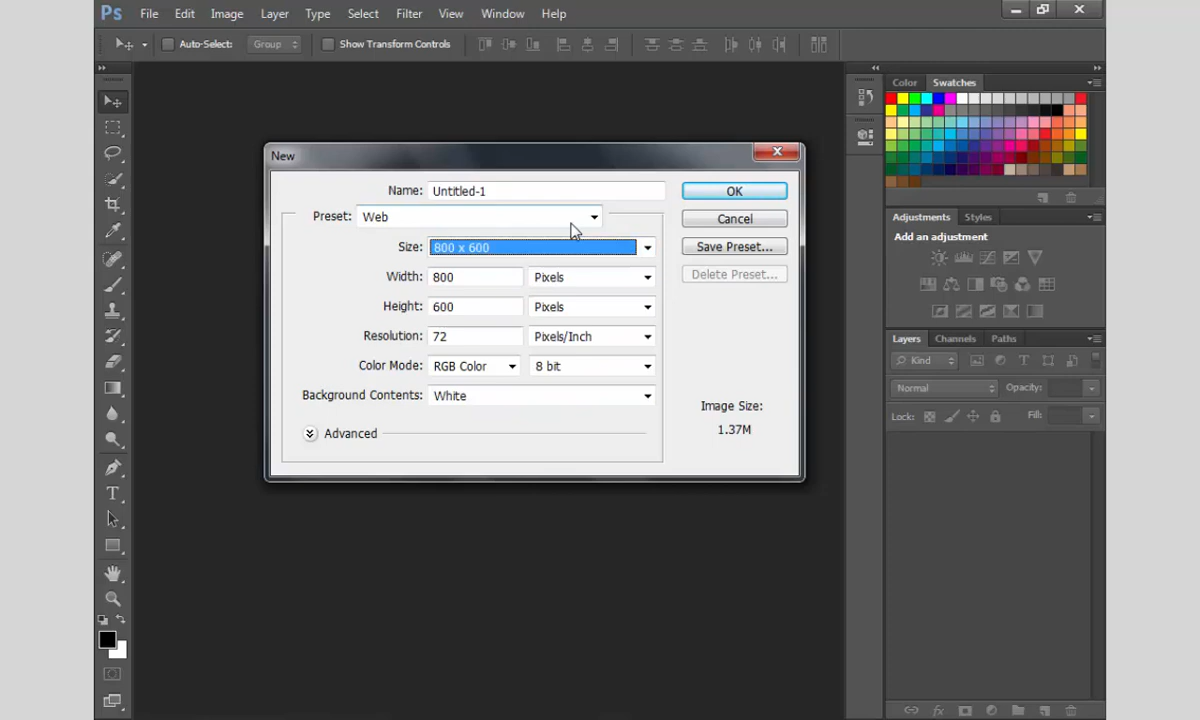 Ps File Edit Image Layer Type Select Filter View Window Help
Auto-Select: Group Show Transform Controls
Color Swatches
New
Name: Untitled-1 OK
Preset: Web Cancel
Size: 800 x 600 Save Preset...
Width: 800 Pixels Delete Preset...
Height: 600 Pixels
Resolution: 72 Pixels/Inch
Color Mode: RGB Color 8 bit
Background Contents: White
Advanced
Image Size:
1.37M
Adjustments Styles
Add an adjustment
Layers Channels Paths
Kind
Normal Opacity:
Lock: Fill: